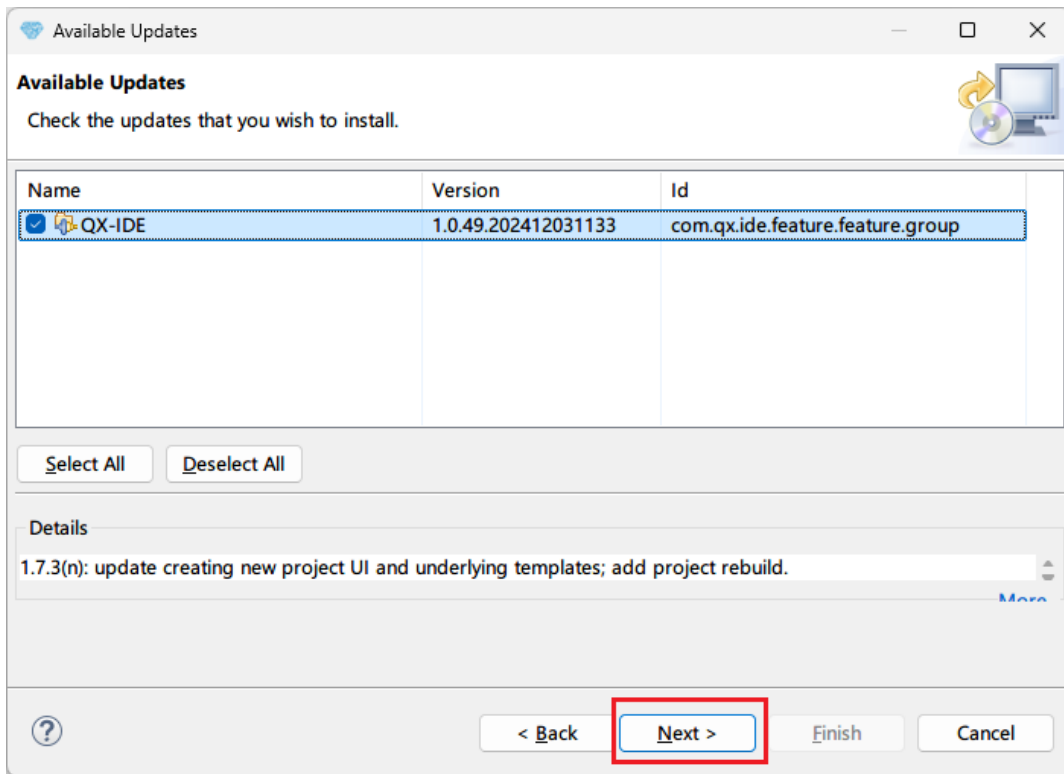 Available Updates
Available Updates
Check the updates that you wish to install.
Name Version Id
QX-IDE 1.0.49.202412031133 com.qx.ide.feature.feature.group
Select All Deselect All
Details
1.7.3(n): update creating new project UI and underlying templates; add project rebuild.
More...
? < Back Next > Finish Cancel